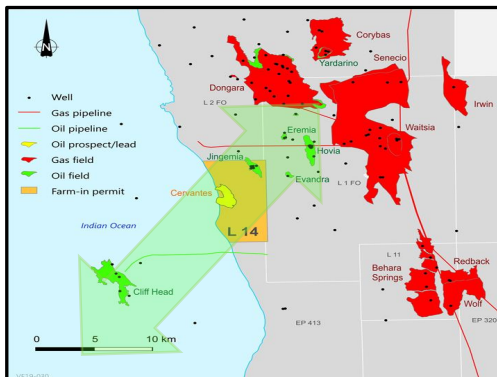 N
Corybas
Yardarino
Senecio
Dongara
Irwin
L 2 FO
Well
Gas pipeline
Oil pipeline
Oil prospect/lead
Gas field
Oil field
Farm-in permit
Eremia
Waitsia
Hovia
Jingemia
Evandra
L 1 FO
Cervantes
Indian Ocean
L 14
L 11
Behara
Springs
Redback
Cliff Head
Wolf
EP 413
EP 320
0 5 10 km